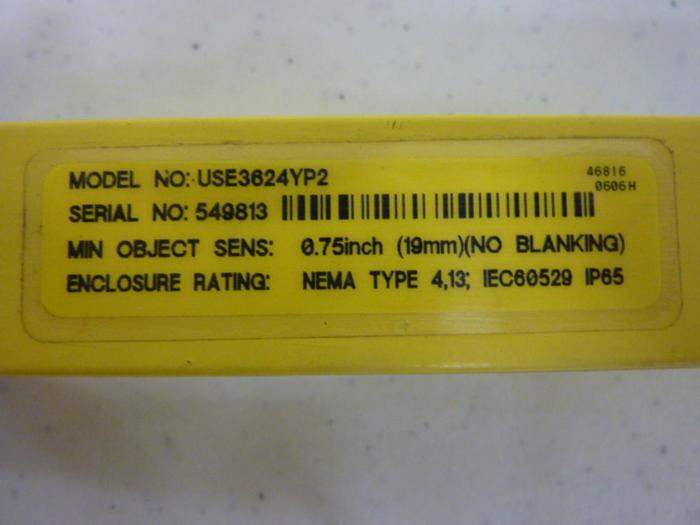 MODEL NO: USE3624YP2
46816
0606H
SERIAL NO: 549813
MIN OBJECT SENS: 0.75inch (19mm)(NO BLANKING)
ENCLOSURE RATING: NEMA TYPE 4,13; IEC60529 IP65